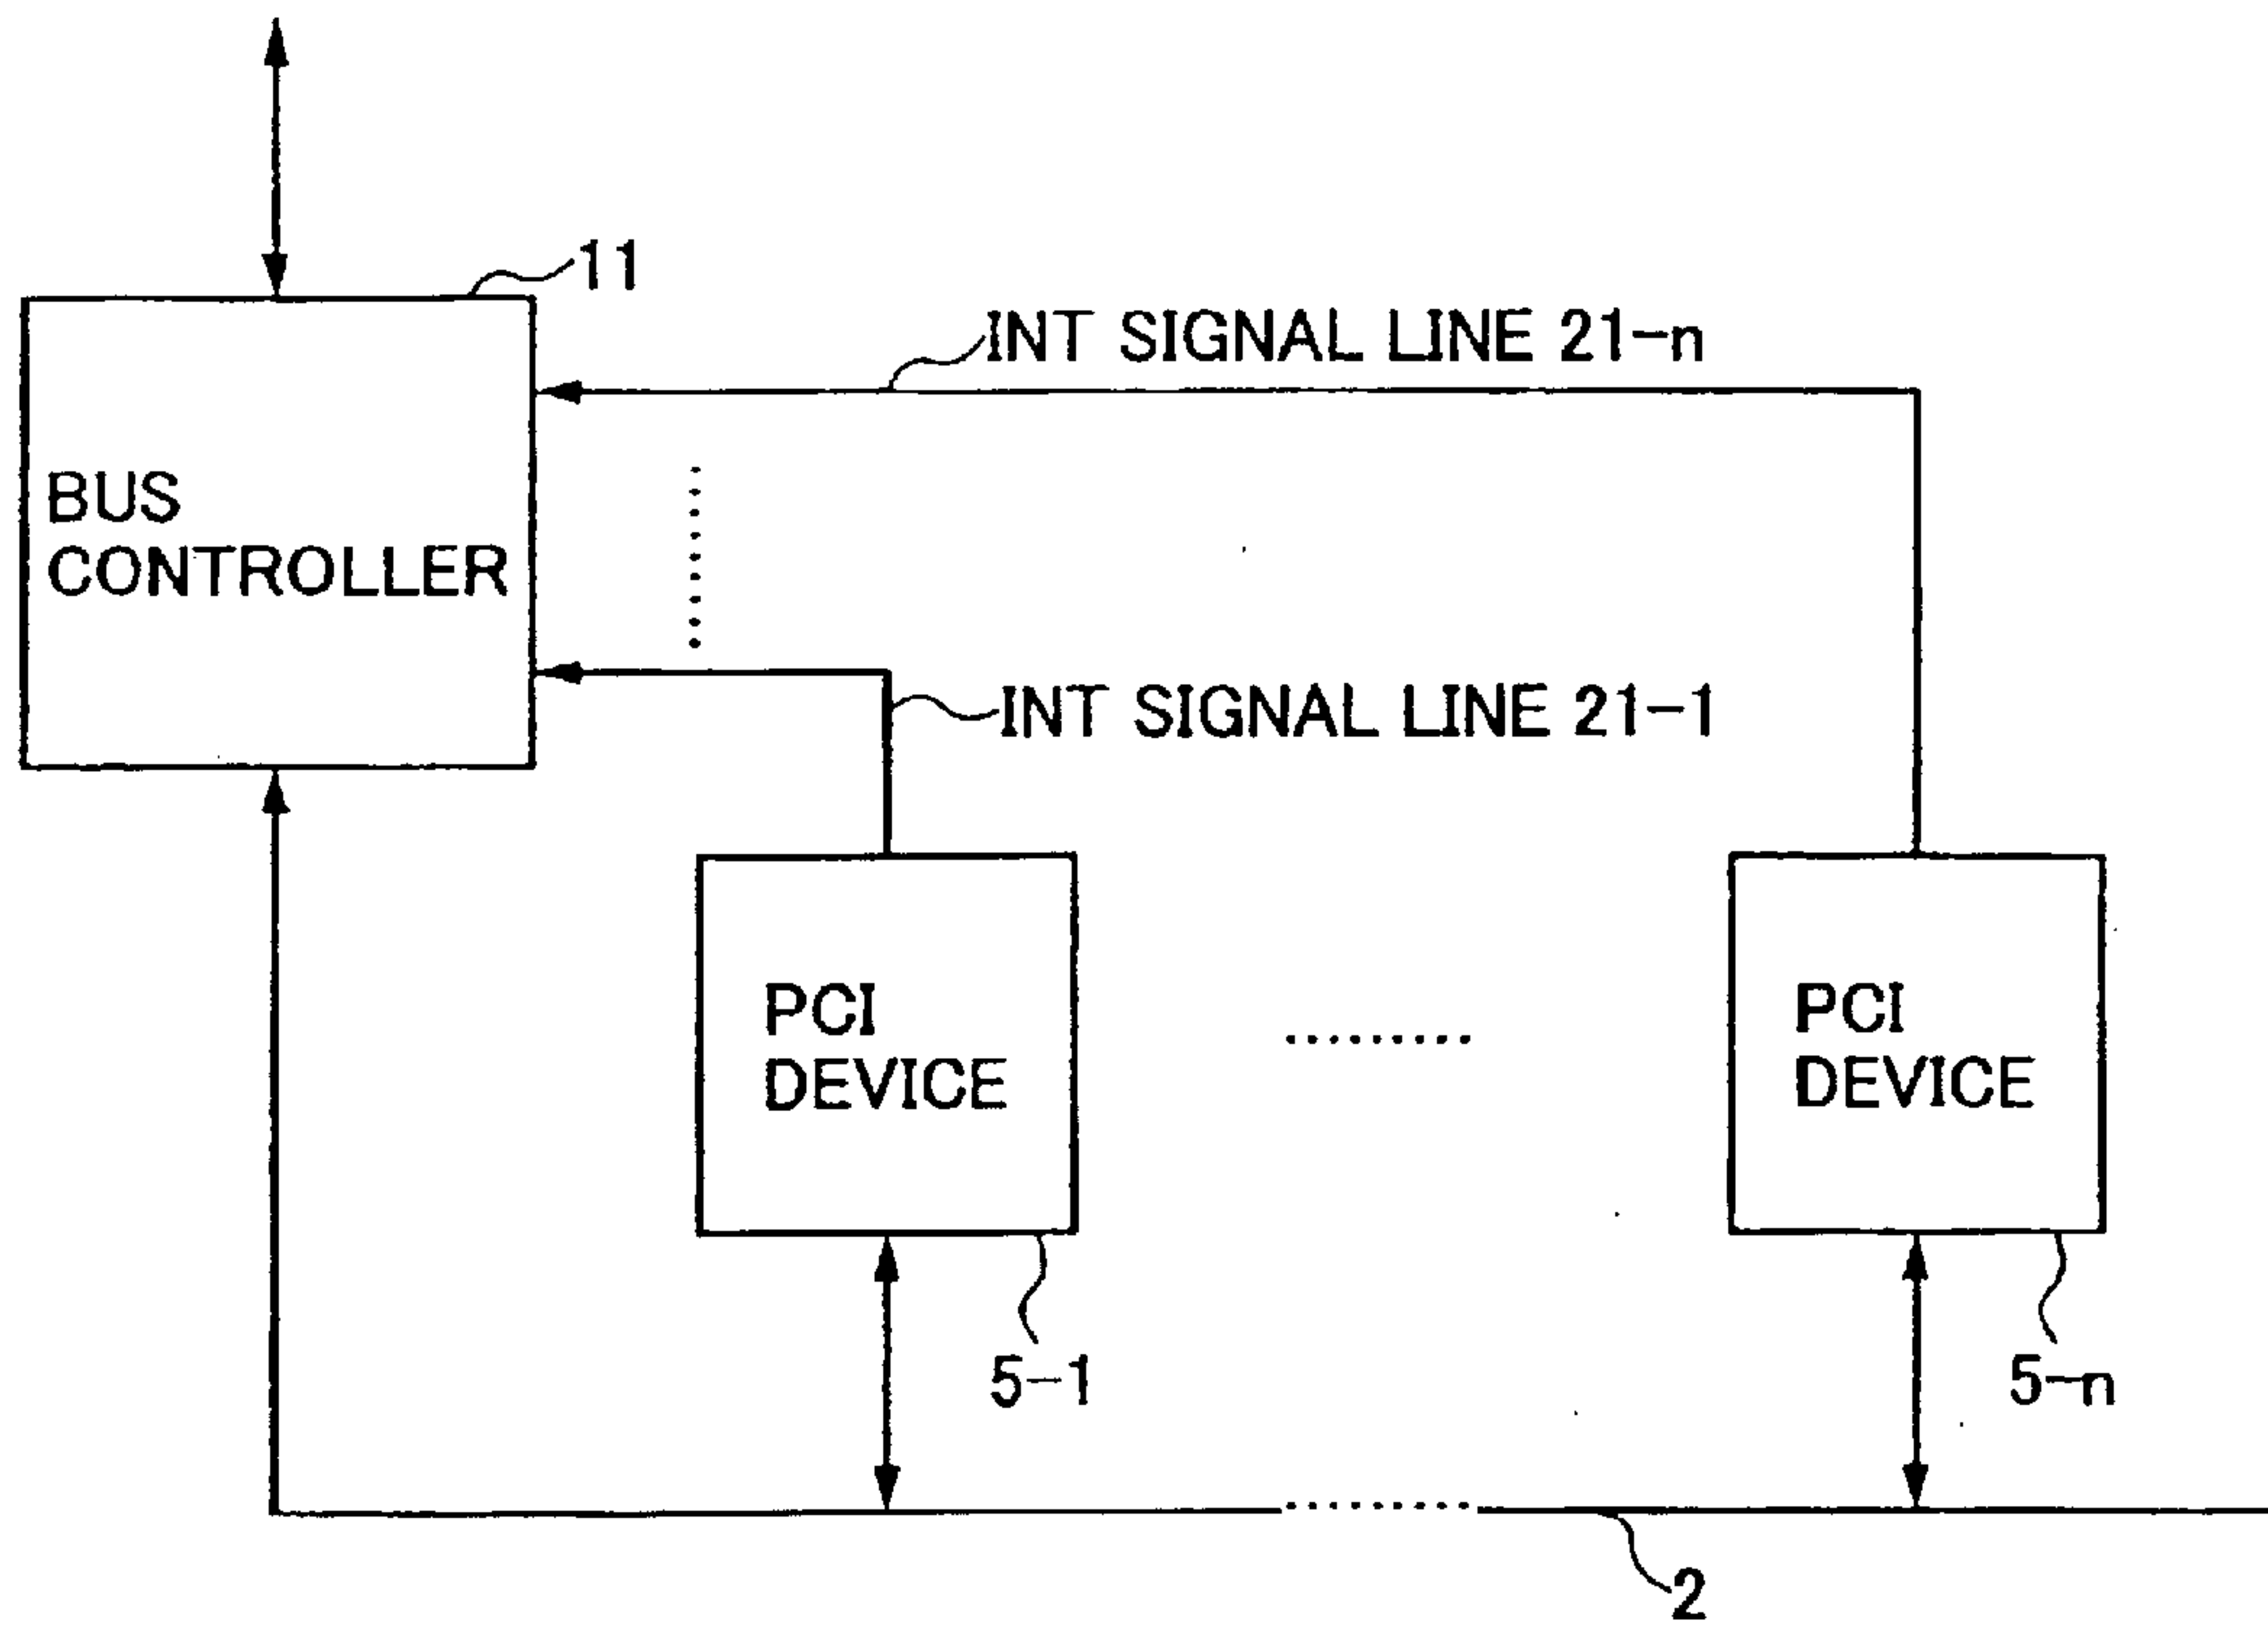 11
INT SIGNAL LINE 21-n
BUS
CONTROLLER
INT SIGNAL LINE 21-1
PCI
DEVICE
PCI
DEVICE
5-1
5-n
2